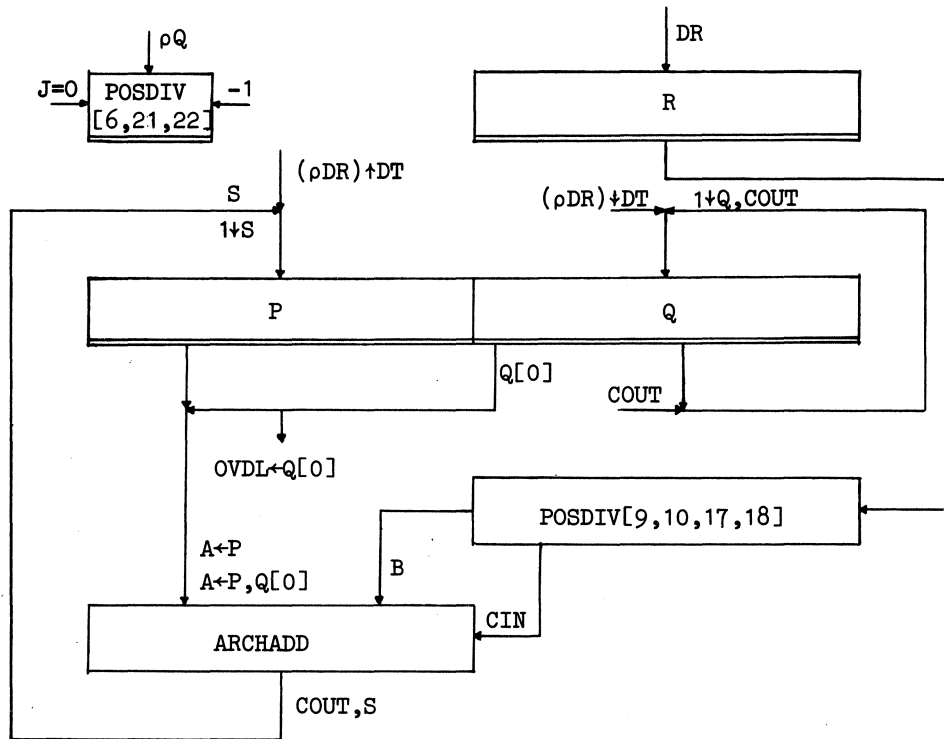 ρQ
DR
J=0
POSDIV
[6,21,22]
-1
R
(ρDR)↑DT
S
1↓S
(ρDR)↓DT
1↓Q,COUT
P
Q
Q[0]
COUT
OVDL←Q[0]
POSDIV[9,10,17,18]
A←P
A←P,Q[0]
B
CIN
ARCHADD
COUT,S